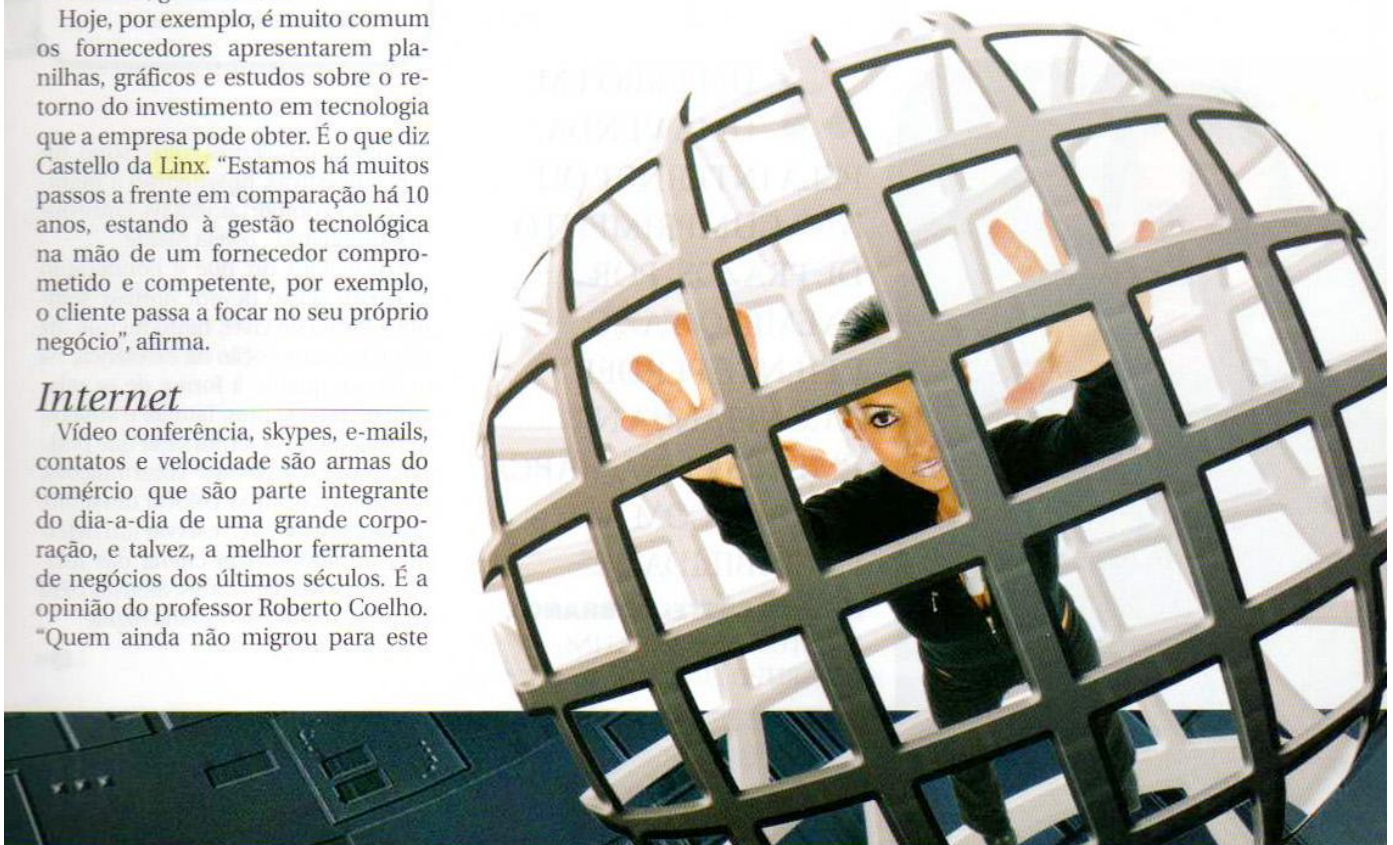 Hoje, por exemplo, é muito comum
os fornecedores apresentarem pla-
nilhas, gráficos e estudos sobre o re-
torno do investimento em tecnologia
que a empresa pode obter. É o que diz
Castello da Linx. “Estamos há muitos
passos a frente em comparação há 10
anos, estando à gestão tecnológica
na mão de um fornecedor compro-
metido e competente, por exemplo,
o cliente passa a focar no seu próprio
negócio”, afirma.
Internet
Vídeo conferência, skypes, e-mails,
contatos e velocidade são armas do
comércio que são parte integrante
do dia-a-dia de uma grande corpo-
ração, e talvez, a melhor ferramenta
de negócios dos últimos séculos. É a
opinião do professor Roberto Coelho.
“Quem ainda não migrou para este